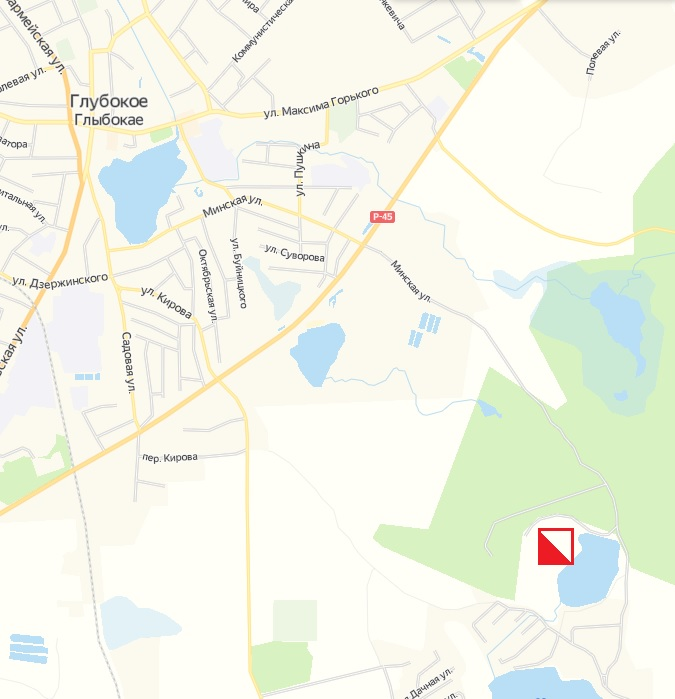 Коммунистическая
ул. Максима Горького
Полевая ул.
Глубокое
Глыбокае
ул. Пушкина
Минская ул.
P-45
ул. Суворова
ул. Буйницкого
Октябрьская ул.
Минская ул.
ул. Дзержинского
ул. Кирова
Садовая ул.
пер. Кирова
Дачная ул.